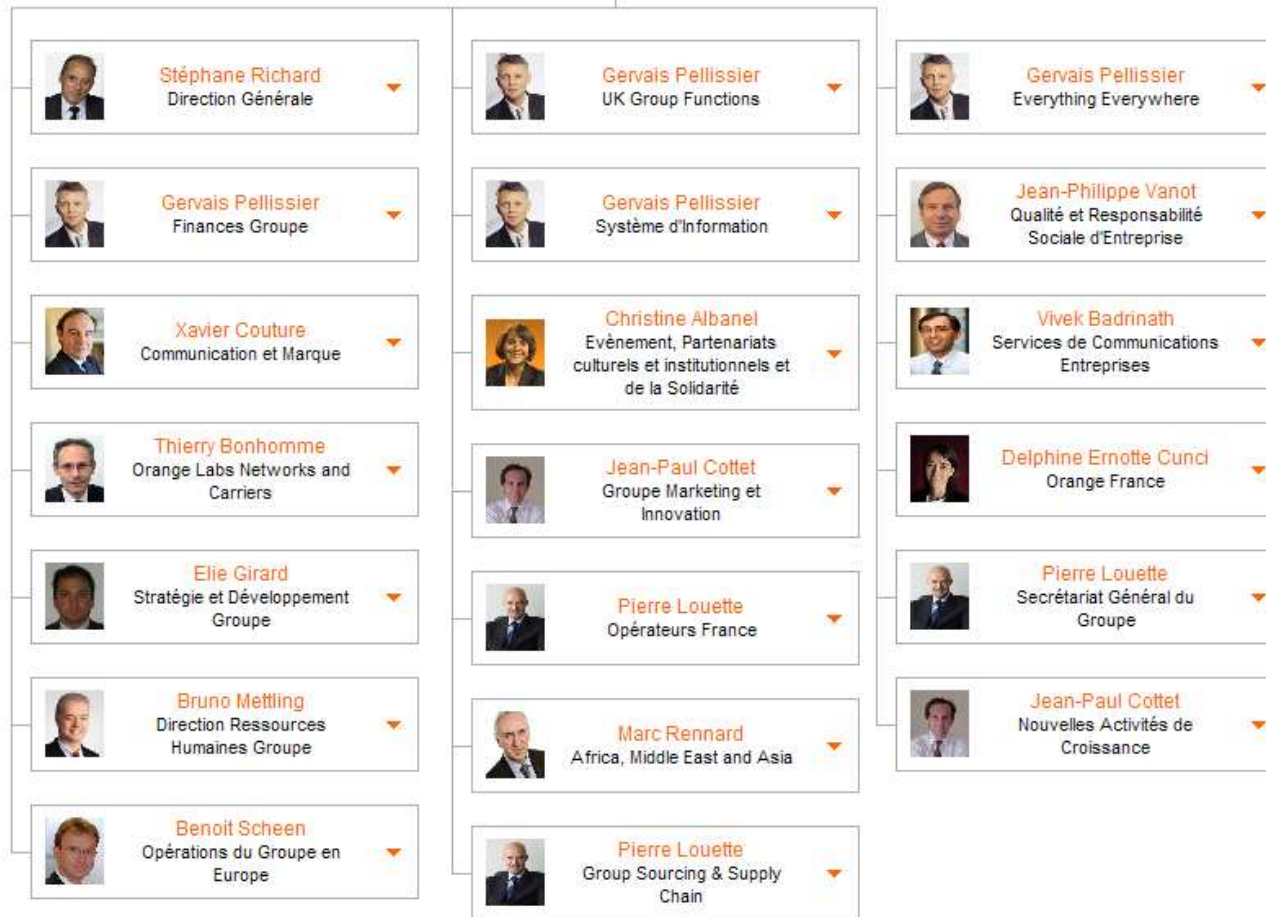 Stéphane Richard
Direction Générale
Gervais Pellissier
Finances Groupe
Xavier Couture
Communication et Marque
Thierry Bonhomme
Orange Labs Networks and
Carriers
Elie Girard
Stratégie et Développement
Groupe
Bruno Mettling
Direction Ressources
Humaines Groupe
Benoit Scheen
Opérations du Groupe en
Europe
Gervais Pellissier
UK Group Functions
Gervais Pellissier
Système d'Information
Christine Albanel
Evènement, Partenariats
culturels et institutionnels et
de la Solidarité
Jean-Paul Cottet
Groupe Marketing et
Innovation
Pierre Louette
Opérateurs France
Marc Rennard
Africa, Middle East and Asia
Pierre Louette
Group Sourcing & Supply
Chain
Gervais Pellissier
Everything Everywhere
Jean-Philippe Vanot
Qualité et Responsabilité
Sociale d'Entreprise
Vivek Badrinath
Services de Communications
Entreprises
Delphine Ernotte Cunci
Orange France
Pierre Louette
Secrétariat Général du
Groupe
Jean-Paul Cottet
Nouvelles Activités de
Croissance